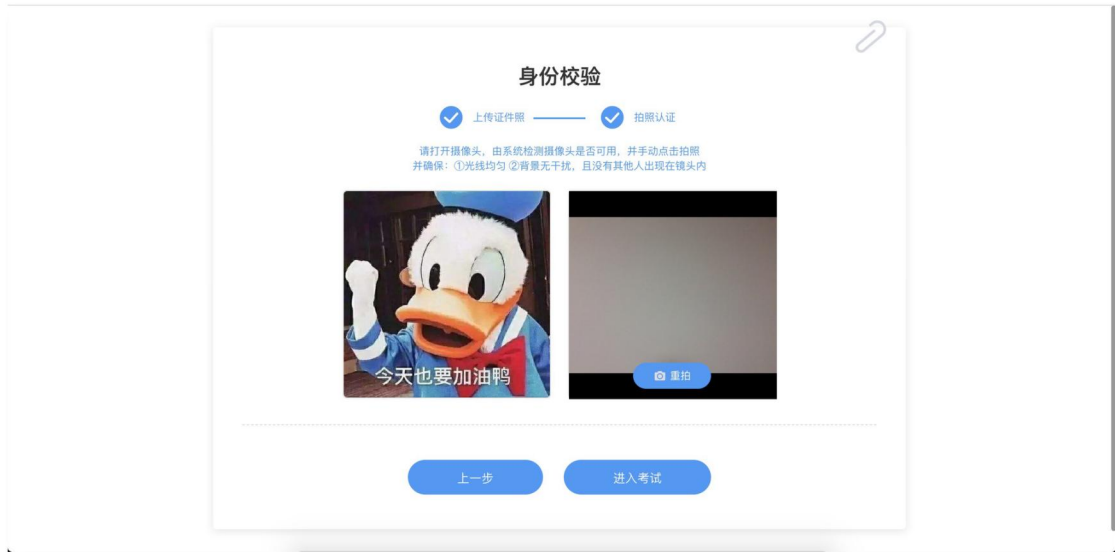 身份校验
上传证件照
拍照认证
请打开摄像头，由系统检测摄像头是否可用，并手动点击拍照
并确保：①光线均匀 ②背景无干扰，且没有其他人出现在镜头内
今天也要加油鸭
重拍
上一步
进入考试